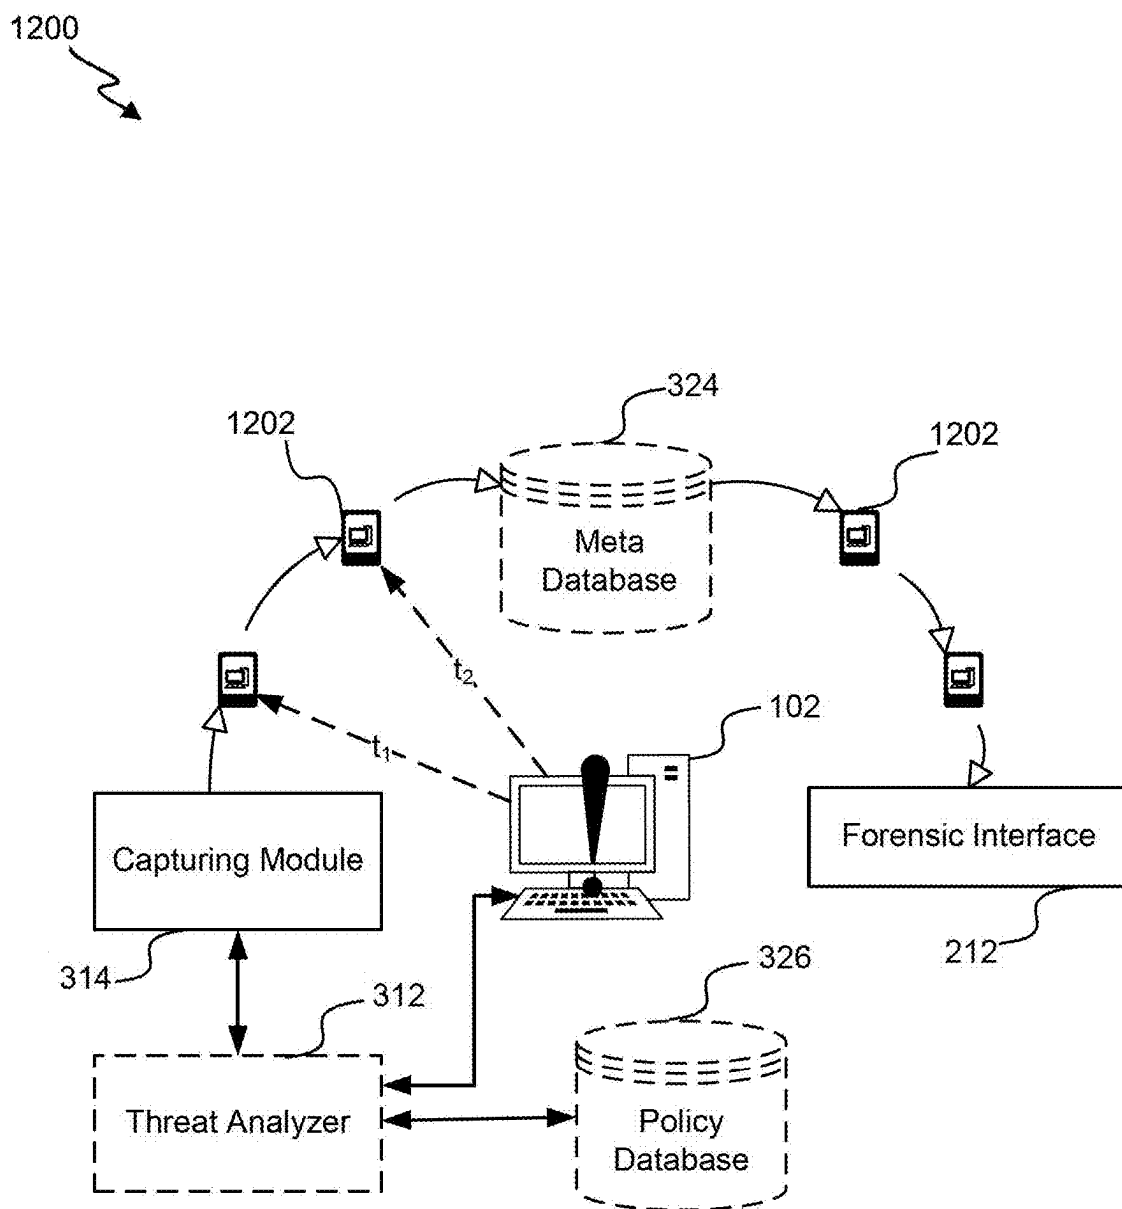 1200
324
1202
1202
Meta
Database
t2
t1
102
Capturing Module
Forensic Interface
314
212
312
326
Threat Analyzer
Policy
Database